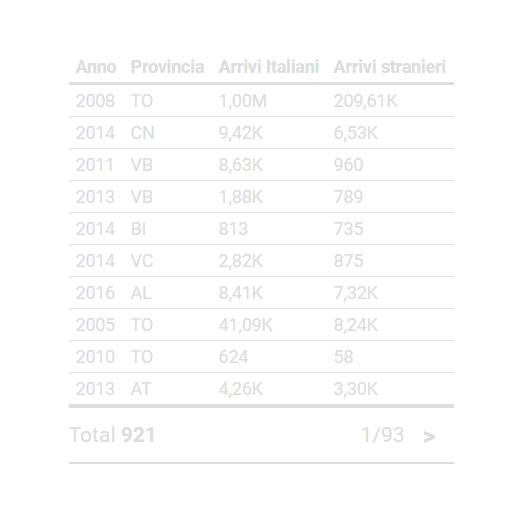 Anno Provincia Arrivi Italiani Arrivi stranieri
2008 TO 1,00M 209,61K
2014 CN 9,42K 6,53K
2011 VB 8,63K 960
2013 VB 1,88K 789
2014 BI 813 735
2014 VC 2,82K 875
2016 AL 8,41K 7,32K
2005 TO 41,09K 8,24K
2010 TO 624 58
2013 AT 4,26K 3,30K
Total 921 1/93 >